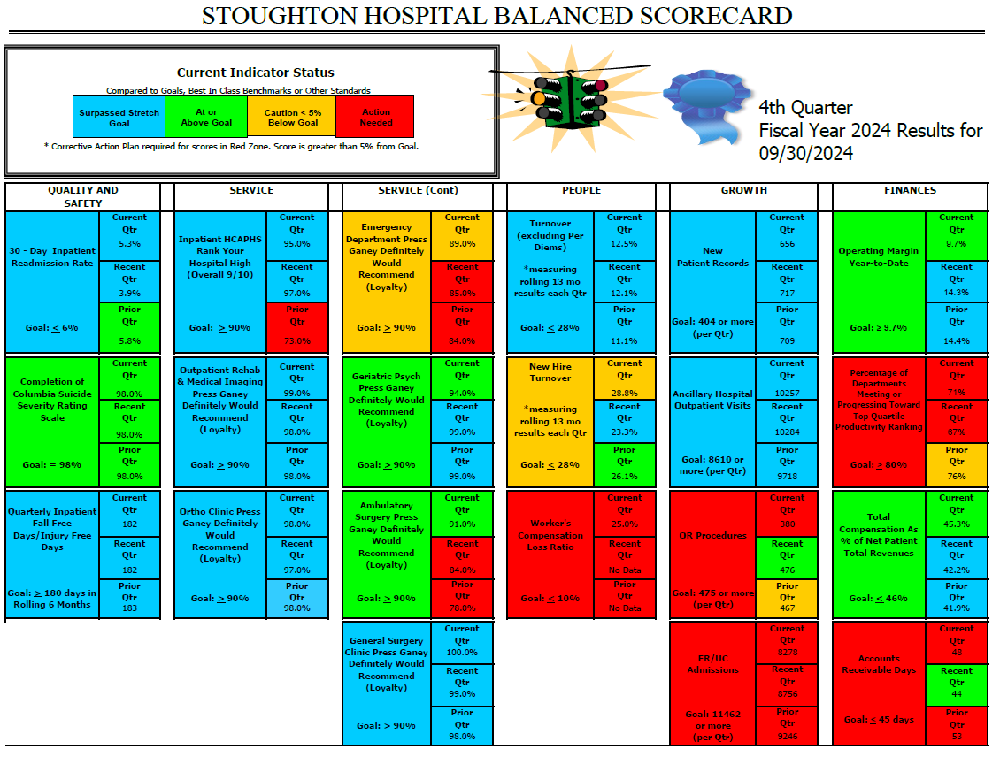 STOUGHTON HOSPITAL BALANCED SCORECARD
Current Indicator Status
Compared to Goals, Best In Class Benchmarks or Other Standards
Surpassed Stretch
Goal
At or
Above Goal
Caution < 5%
Below Goal
Action
Needed
* Corrective Action Plan required for scores in Red Zone. Score is greater than 5% from Goal.
4th Quarter
Fiscal Year 2024 Results for
09/30/2024
QUALITY AND
SAFETY
30 - Day Inpatient
Readmission Rate
Goal: ≤ 6%
Current
Qtr
5.3%
Recent
Qtr
3.9%
Prior
Qtr
5.8%
Completion of
Columbia Suicide
Severity Rating
Scale
Goal: = 98%
Current
Qtr
98.0%
Recent
Qtr
98.0%
Prior
Qtr
98.0%
Quarterly Inpatient
Fall Free
Days/Injury Free
Days
Goal: ≥ 180 days in
Rolling 6 Months
Current
Qtr
182
Recent
Qtr
182
Prior
Qtr
183
SERVICE
Inpatient HCAPHS
Rank Your
Hospital High
(Overall 9/10)
Goal: ≥ 90%
Current
Qtr
95.0%
Recent
Qtr
97.0%
Prior
Qtr
73.0%
Outpatient Rehab
& Medical Imaging
Press Ganey
Definitely Would
Recommend
(Loyalty)
Goal: ≥ 90%
Current
Qtr
99.0%
Recent
Qtr
98.0%
Prior
Qtr
98.0%
Ortho Clinic Press
Ganey Definitely
Would
Recommend
(Loyalty)
Goal: ≥ 90%
Current
Qtr
98.0%
Recent
Qtr
97.0%
Prior
Qtr
98.0%
SERVICE (Cont)
Emergency
Department Press
Ganey Definitely
Would
Recommend
(Loyalty)
Goal: ≥ 90%
Current
Qtr
89.0%
Recent
Qtr
85.0%
Prior
Qtr
84.0%
Geriatric Psych
Press Ganey
Definitely Would
Recommend
(Loyalty)
Goal: ≥ 90%
Current
Qtr
94.0%
Recent
Qtr
99.0%
Prior
Qtr
99.0%
Ambulatory
Surgery Press
Ganey Definitely
Would
Recommend
(Loyalty)
Goal: ≥ 90%
Current
Qtr
91.0%
Recent
Qtr
84.0%
Prior
Qtr
78.0%
General Surgery
Clinic Press Ganey
Definitely Would
Recommend
(Loyalty)
Goal: ≥ 90%
Current
Qtr
100.0%
Recent
Qtr
99.0%
Prior
Qtr
98.0%
PEOPLE
Turnover
(excluding Per
Diems)
*measuring
rolling 13 mo
results each Qtr
Goal: ≤ 28%
Current
Qtr
12.5%
Recent
Qtr
12.1%
Prior
Qtr
11.1%
New Hire
Turnover
*measuring
rolling 13 mo
results each Qtr
Goal: ≤ 28%
Current
Qtr
28.8%
Recent
Qtr
23.3%
Prior
Qtr
26.1%
Worker's
Compensation
Loss Ratio
Goal: ≤ 10%
Current
Qtr
25.0%
Recent
Qtr
No Data
Prior
Qtr
No Data
GROWTH
New
Patient Records
Goal: 404 or more
(per Qtr)
Current
Qtr
656
Recent
Qtr
717
Prior
Qtr
709
Ancillary Hospital
Outpatient Visits
Goal: 8610 or
more (per Qtr)
Current
Qtr
10257
Recent
Qtr
10284
Prior
Qtr
9718
OR Procedures
Goal: 475 or more
(per Qtr)
Current
Qtr
380
Recent
Qtr
476
Prior
Qtr
467
ER/UC
Admissions
Goal: 11462
or more
(per Qtr)
Current
Qtr
8278
Recent
Qtr
8756
Prior
Qtr
9246
FINANCES
Operating Margin
Year-to-Date
Goal: ≥ 9.7%
Current
Qtr
9.7%
Recent
Qtr
14.3%
Prior
Qtr
14.4%
Percentage of
Departments
Meeting or
Progressing Toward
Top Quartile
Productivity Ranking
Goal: ≥ 80%
Current
Qtr
71%
Recent
Qtr
67%
Prior
Qtr
76%
Total
Compensation As
% of Net Patient
Total Revenues
Goal: ≤ 46%
Current
Qtr
45.3%
Recent
Qtr
42.2%
Prior
Qtr
41.9%
Accounts
Receivable Days
Goal: ≤ 45 days
Current
Qtr
48
Recent
Qtr
44
Prior
Qtr
53